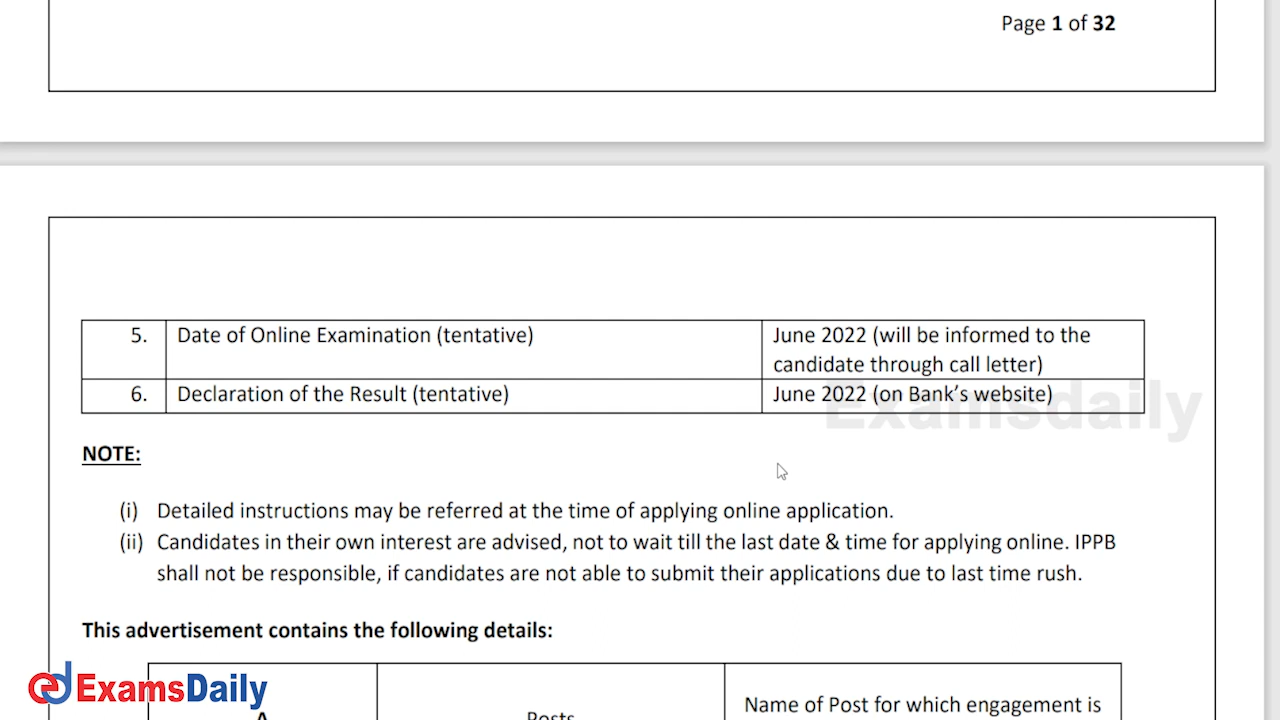 Page 1 of 32
5. Date of Online Examination (tentative) June 2022 (will be informed to the
candidate through call letter)
6. Declaration of the Result (tentative) June 2022 (on Bank’s website)
Examsdaily
NOTE:
(i) Detailed instructions may be referred at the time of applying online application.
(ii) Candidates in their own interest are advised, not to wait till the last date & time for applying online. IPPB
shall not be responsible, if candidates are not able to submit their applications due to last time rush.
This advertisement contains the following details:
ed ExamsDaily
A Posts Name of Post for which engagement is